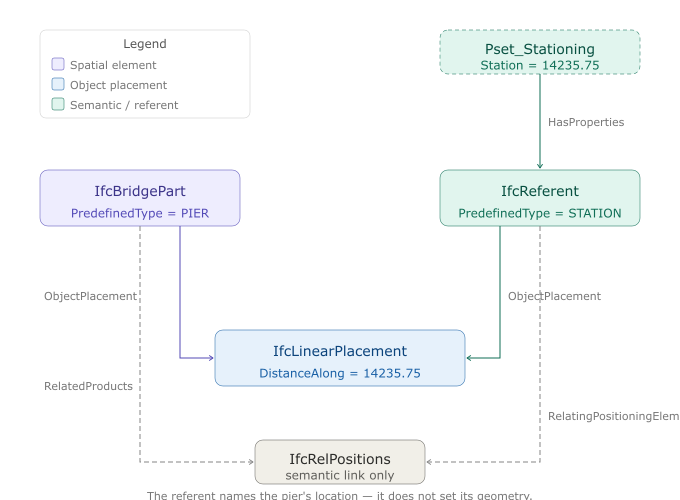 Legend
Spatial element
Object placement
Semantic / referent
Pset_Stationing
Station = 14235.75
HasProperties
IfcBridgePart
PredefinedType = PIER
IfcReferent
PredefinedType = STATION
ObjectPlacement
ObjectPlacement
IfcLinearPlacement
DistanceAlong = 14235.75
RelatedProducts
RelatingPositioningElem
IfcRelPositions
semantic link only
The referent names the pier's location — it does not set its geometry.